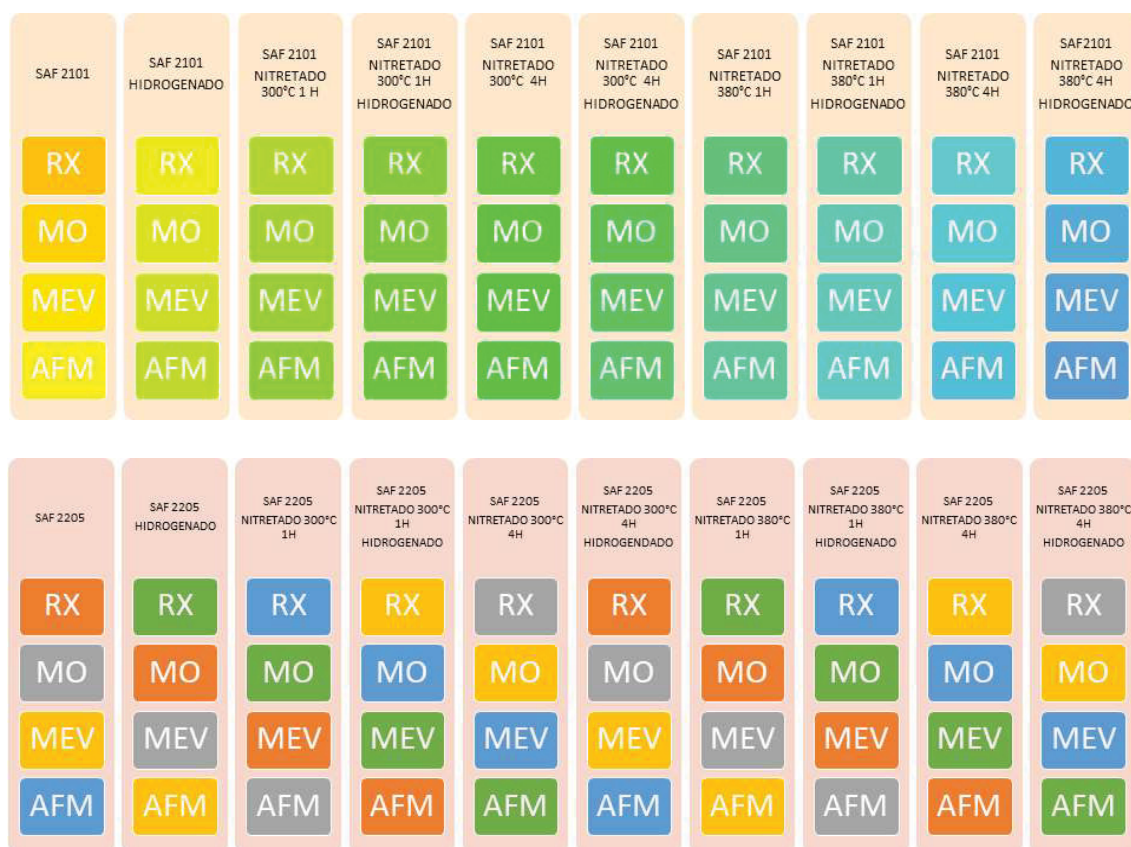 SAF 2101
SAF 2101
HIDROGENADO
SAF 2101
NITRETADO
300°C 1 H
SAF 2101
NITRETADO
300°C 1H
HIDROGENADO
SAF 2101
NITRETADO
300°C 4H
SAF 2101
NITRETADO
300°C 4H
HIDROGENADO
SAF 2101
NITRETADO
380°C 1H
SAF 2101
NITRETADO
380°C 1H
HIDROGENADO
SAF 2101
NITRETADO
380°C 4H
SAF2101
NITRETADO
380°C 4H
HIDROGENADO
RX RX RX RX RX RX RX RX RX RX
MO MO MO MO MO MO MO MO MO MO
MEV MEV MEV MEV MEV MEV MEV MEV MEV MEV
AFM AFM AFM AFM AFM AFM AFM AFM AFM AFM
SAF 2205
SAF 2205
HIDROGENADO
SAF 2205
NITRETADO 300°C
1H
SAF 2205
NITRETADO 300°C
1H
HIDROGENADO
SAF 2205
NITRETADO 300°C
4H
SAF 2205
NITRETADO 300°C
4H
HIDROGENDADO
SAF 2205
NITRETADO 380°C
1H
SAF 2205
NITRETADO 380°C
1H
HIDROGENADO
SAF 2205
NITRETADO 380°C
4H
SAF 2205
NITRETADO 380°C
4H
HIDROGENADO
RX RX RX RX RX RX RX RX RX RX
MO MO MO MO MO MO MO MO MO MO
MEV MEV MEV MEV MEV MEV MEV MEV MEV MEV
AFM AFM AFM AFM AFM AFM AFM AFM AFM AFM